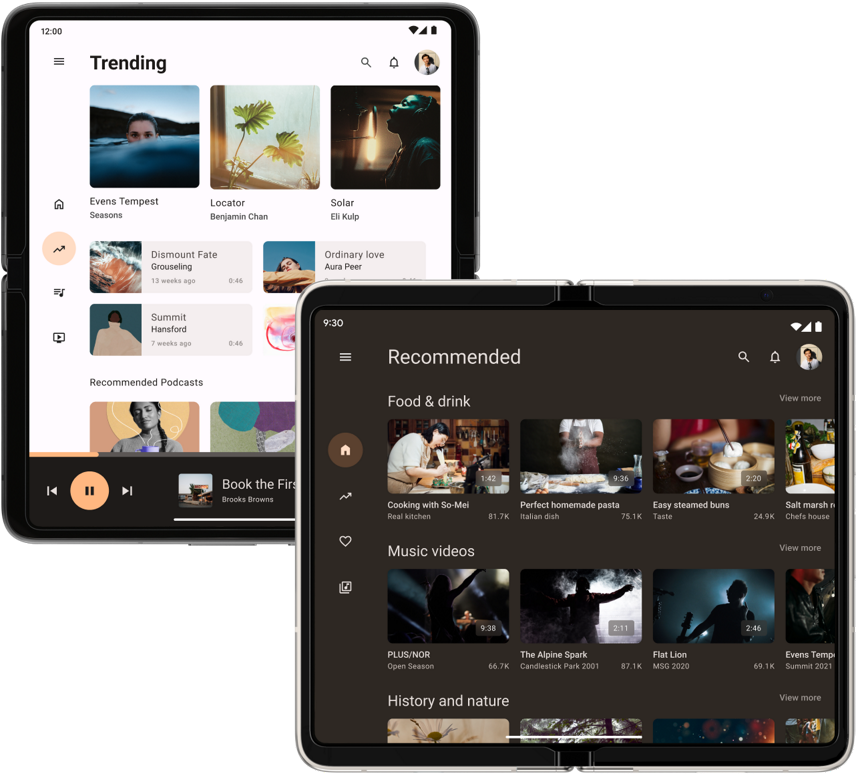 12:00
Trending
Evens Tempest
Seasons
Locator
Benjamin Chan
Solar
Eli Kulp
Dismount Fate
Grouseling
13 weeks ago 0:46
Ordinary love
Aura Peer
Summit
Hansford
7 weeks ago 0:46
Recommended Podcasts
Book the Firs
Brooks Browns
9:30
Recommended
Food & drink View more
1:42
Cooking with So-Mei
Real kitchen 81.7K
9:36
Perfect homemade pasta
Italian dish 75.1K
2:20
Easy steamed buns
Taste 24.9K
Salt marsh r
Chefs house
Music videos View more
9:38
PLUS/NOR
Open Season 66.7K
2:11
The Alpine Spark
Candlestick Park 2001 87.1K
2:46
Flat Lion
MSG 2020 69.1K
Evens Temp
Summit 2021
History and nature View more